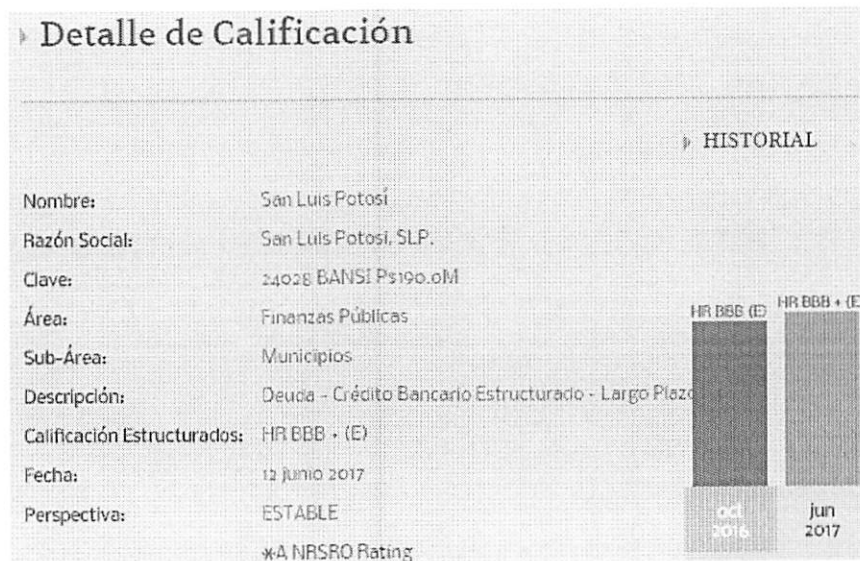 Detalle de Calificación
HISTORIAL
Nombre: San Luis Potosí
Razón Social: San Luis Potosi, SLP.
Clave: 24028 BANSI P$190.0M
Área: Finanzas Públicas
Sub-Área: Municipios
Descripción: Deuda - Crédito Bancario Estructurado - Largo Plazo
Calificación Estructurados: HR BBB + (E)
Fecha: 12 junio 2017
Perspectiva: ESTABLE
*A NRSRO Rating
HR BBB (E)
HR BBB + (E
oct
2016
jun
2017